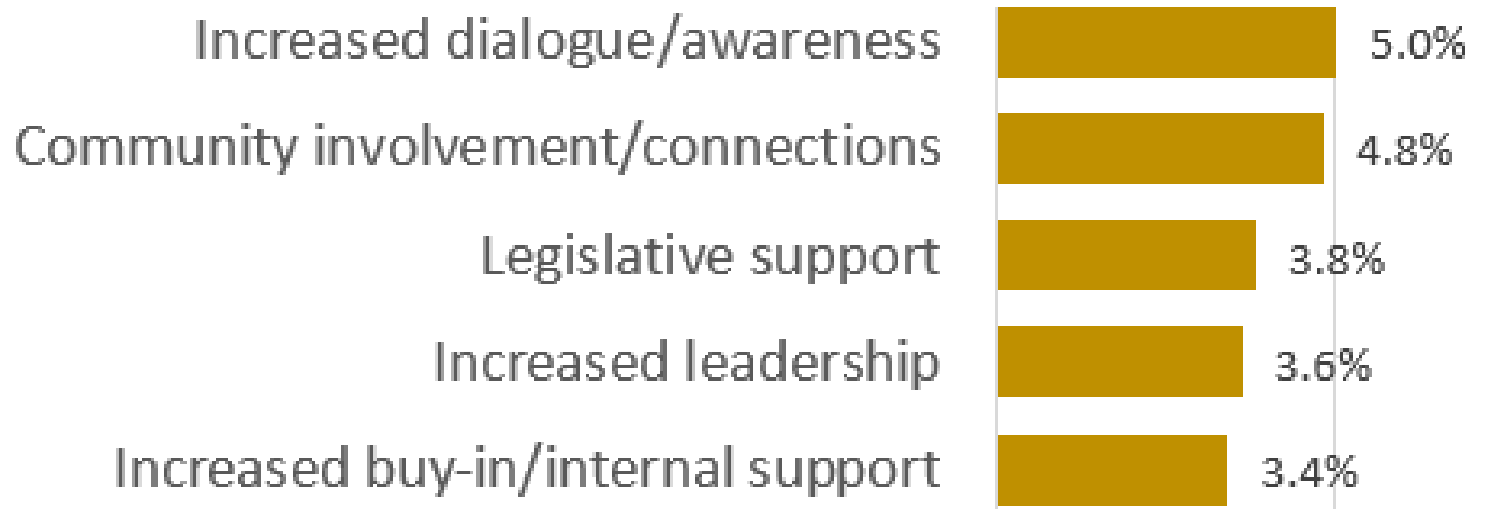 Increased dialogue/awareness 5.0%
Community involvement/connections 4.8%
Legislative support 3.8%
Increased leadership 3.6%
Increased buy-in/internal support 3.4%